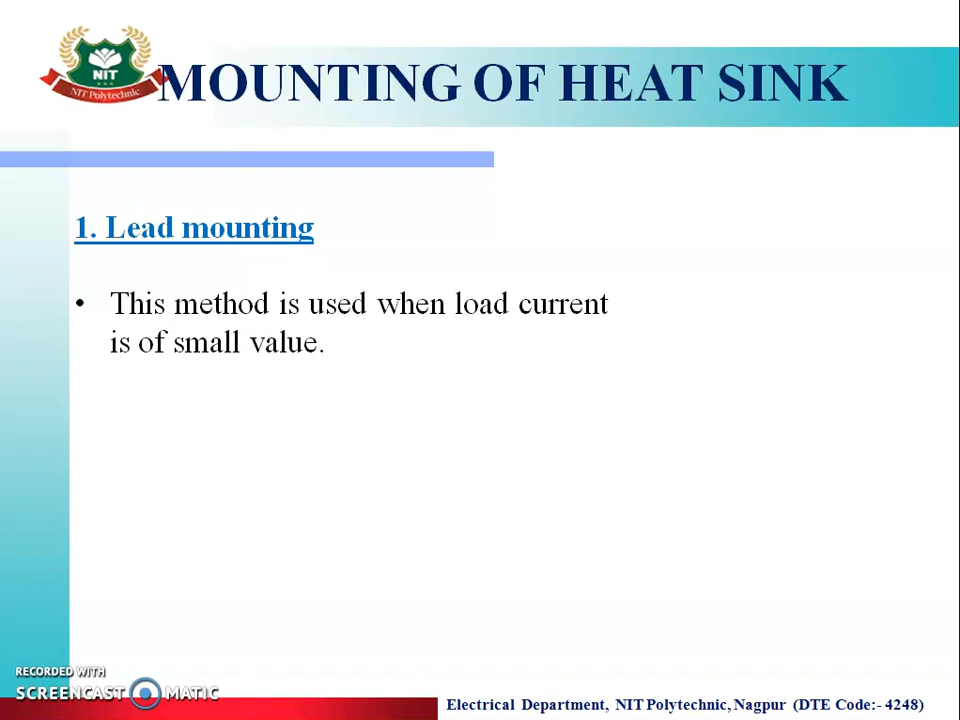 NIT
NIT Polytechnic
MOUNTING OF HEAT SINK
1. Lead mounting
• This method is used when load current
is of small value.
RECORDED WITH
SCREENCAST MATIC
Electrical Department, NIT Polytechnic, Nagpur (DTE Code:- 4248)